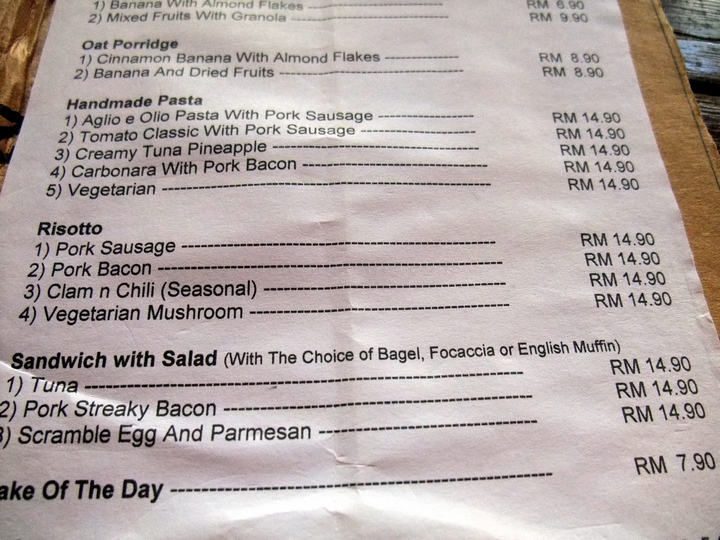 1) Banana With Almond Flakes ---------------- RM 6.90
2) Mixed Fruits With Granola ------------------ RM 9.90
Oat Porridge
1) Cinnamon Banana With Almond Flakes -------------- RM 8.90
2) Banana And Dried Fruits ----------------------------------- RM 8.90
Handmade Pasta
1) Aglio e Olio Pasta With Pork Sausage ------------------ RM 14.90
2) Tomato Classic With Pork Sausage --------------------- RM 14.90
3) Creamy Tuna Pineapple -------------------------------------- RM 14.90
4) Carbonara With Pork Bacon --------------------------------- RM 14.90
5) Vegetarian ----------------------------------------------------------- RM 14.90
Risotto
1) Pork Sausage ------------------------------------------------------ RM 14.90
2) Pork Bacon ---------------------------------------------------------- RM 14.90
3) Clam n Chili (Seasonal) ----------------------------------------- RM 14.90
4) Vegetarian Mushroom ------------------------------------------- RM 14.90
Sandwich with Salad (With The Choice of Bagel, Focaccia or English Muffin)
1) Tuna ------------------------------------------------------------------- RM 14.90
2) Pork Streaky Bacon ----------------------------------------------- RM 14.90
3) Scramble Egg And Parmesan --------------------------------- RM 14.90
ake Of The Day ------------------------------------------------------- RM 7.90